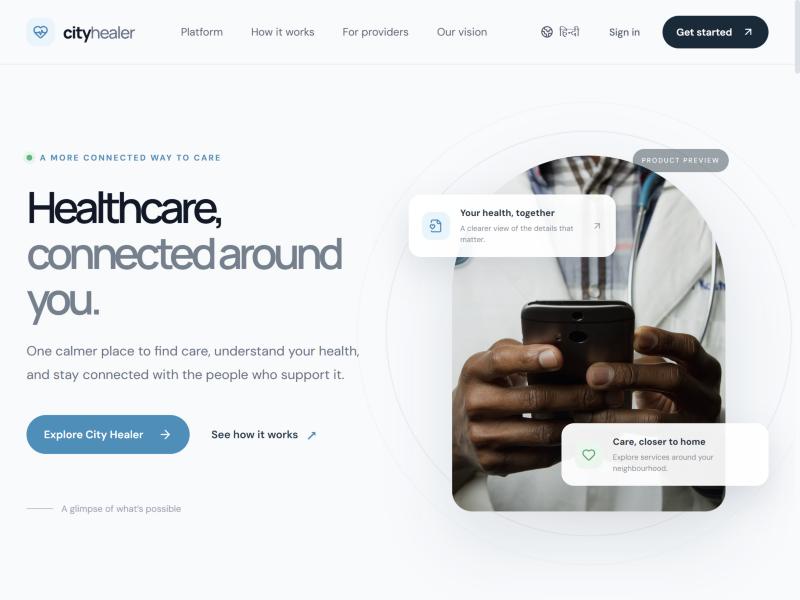 cityhealer
Platform
How it works
For providers
Our vision
हिन्दी
Sign in
Get started
A MORE CONNECTED WAY TO CARE
Healthcare,
connected around
you.
One calmer place to find care, understand your health,
and stay connected with the people who support it.
Explore City Healer
See how it works
A glimpse of what's possible
PRODUCT PREVIEW
Your health, together
A clearer view of the details that
matter.
Care, closer to home
Explore services around your
neighbourhood.